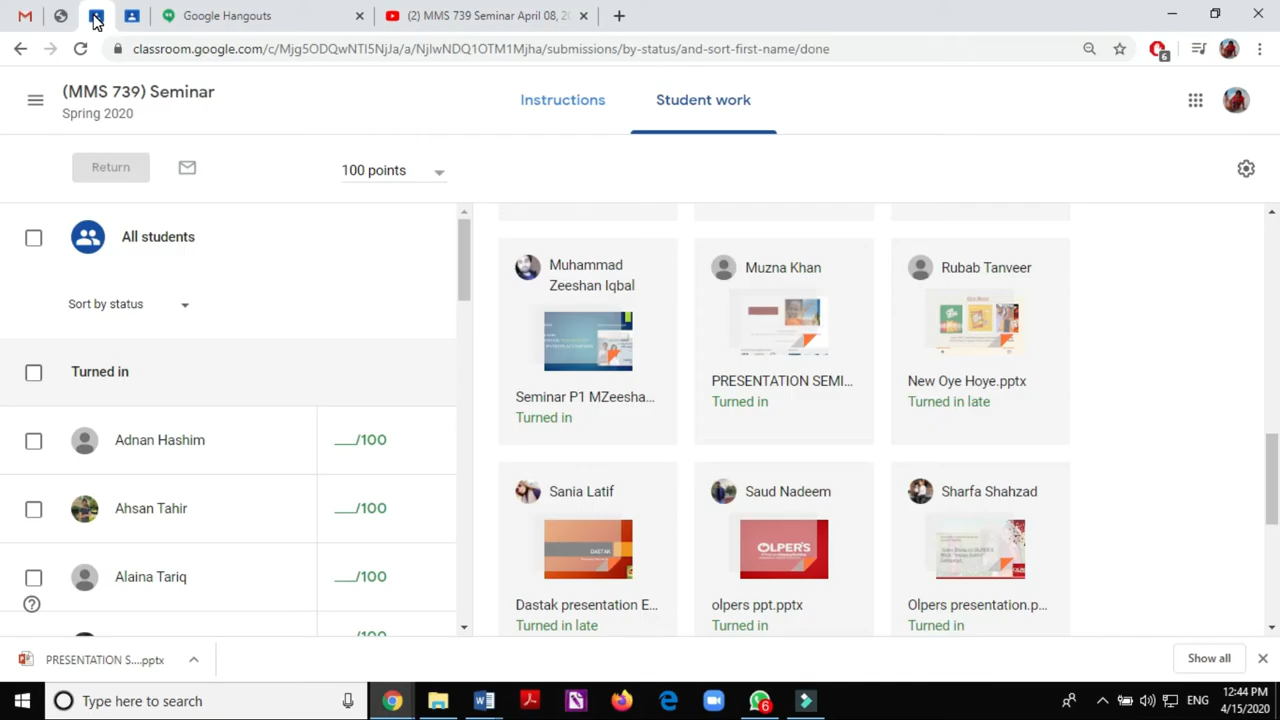 Google Hangouts
(2) MMS 739 Seminar April 08, 20
classroom.google.com/c/Mjg5ODQwNTI5NjJa/a/NjIwNDQ1OTM1Mjha/submissions/by-status/and-sort-first-name/done
6
(MMS 739) Seminar
Spring 2020
Instructions
Student work
Return
100 points
All students
Sort by status
Turned in
Adnan Hashim
__/100
Ahsan Tahir
__/100
Alaina Tariq
__/100
Muhammad
Zeeshan Iqbal
Seminar P1 MZeesha...
Turned in
Muzna Khan
PRESENTATION SEMI...
Turned in
Rubab Tanveer
New Oye Hoye.pptx
Turned in late
Sania Latif
DASTAK
Dastak presentation E...
Turned in late
Saud Nadeem
OLPER'S
olpers ppt.pptx
Turned in
Sharfa Shahzad
Olpers presentation.p...
Turned in
PRESENTATION S....pptx
Show all
Type here to search
6
ENG
12:44 PM
4/15/2020